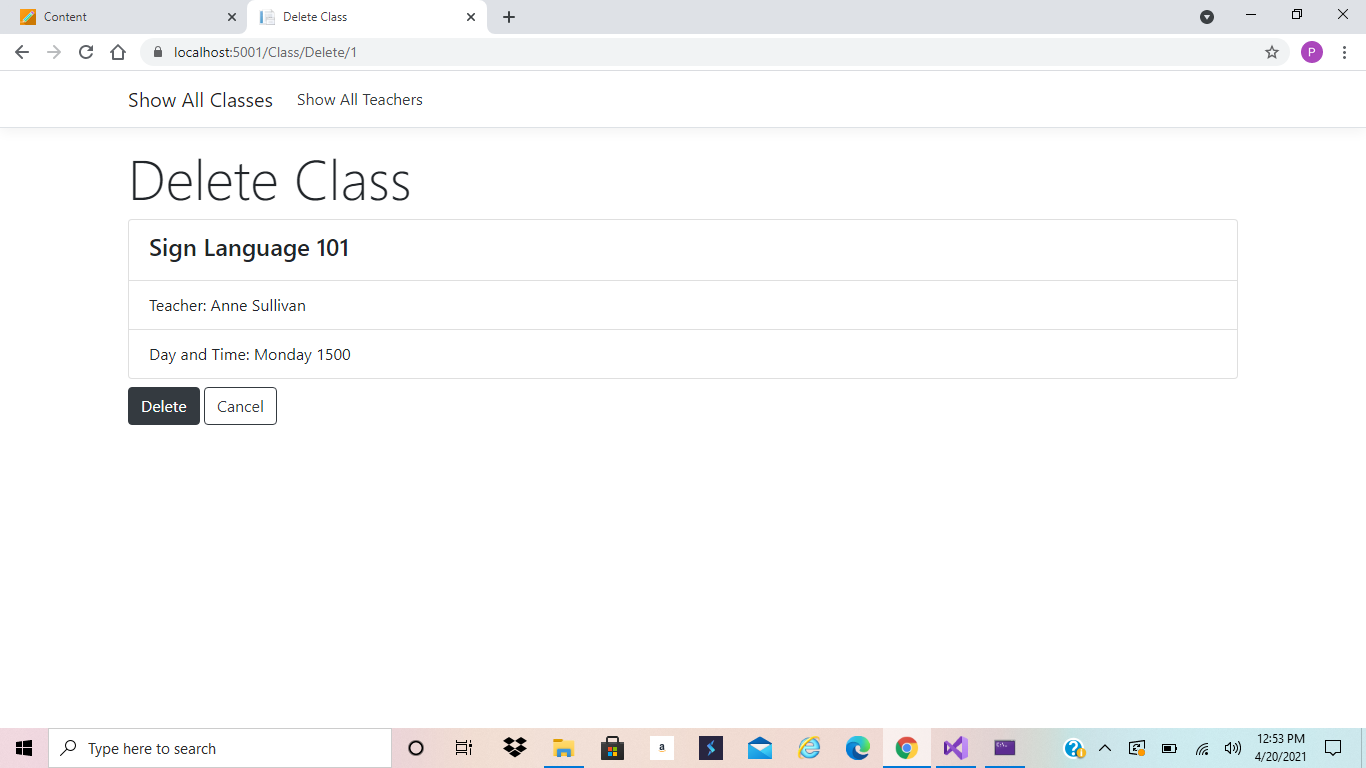 Content
Delete Class
localhost:5001/Class/Delete/1
P
Show All Classes Show All Teachers
Delete Class
Sign Language 101
Teacher: Anne Sullivan
Day and Time: Monday 1500
Delete Cancel
Type here to search
a
12:53 PM
4/20/2021